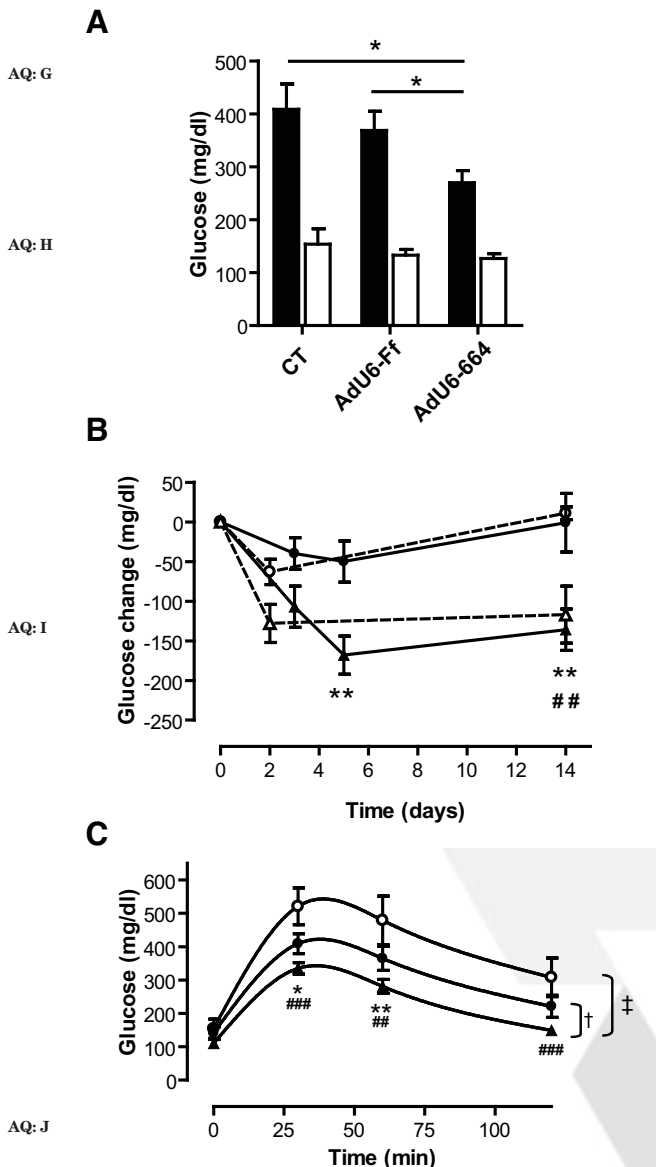 A
AQ: G
*
*
500
400
300
200
100
0
Glucose (mg/dl)
AQ: H
CT
AdU6-Ff
AdU6-664
B
50
0
-50
-100
-150
-200
-250
Glucose change (mg/dl)
AQ: I
**
**
##
0 2 4 6 8 10 12 14
Time (days)
C
600
500
400
300
200
100
0
Glucose (mg/dl)
*
###
**
##
###
†
‡
0 25 50 75 100
AQ: J
Time (min)